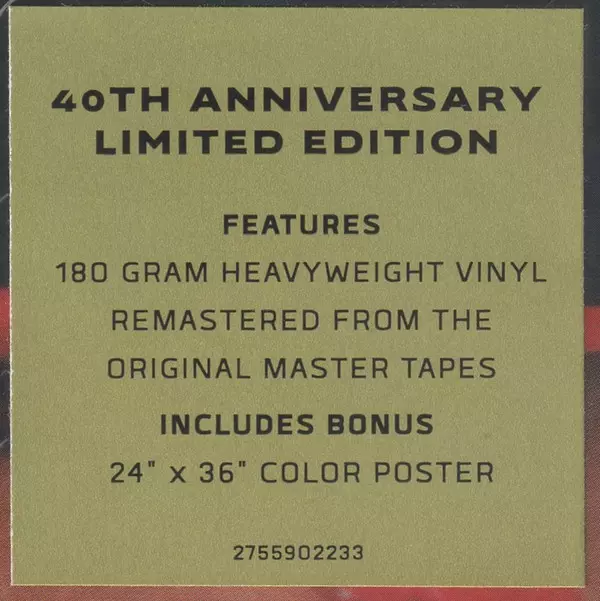 40TH ANNIVERSARY
LIMITED EDITION
FEATURES
180 GRAM HEAVYWEIGHT VINYL
REMASTERED FROM THE
ORIGINAL MASTER TAPES
INCLUDES BONUS
24" x 36" COLOR POSTER
2755902233